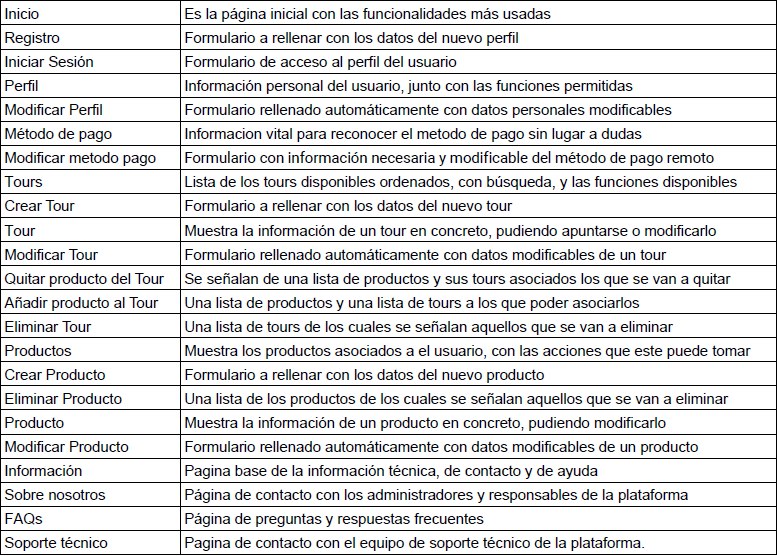 Inicio Es la página inicial con las funcionalidades más usadas
Registro Formulario a rellenar con los datos del nuevo perfil
Iniciar Sesión Formulario de acceso al perfil del usuario
Perfil Información personal del usuario, junto con las funciones permitidas
Modificar Perfil Formulario rellenado automáticamente con datos personales modificables
Método de pago Informacion vital para reconocer el metodo de pago sin lugar a dudas
Modificar metodo pago Formulario con información necesaria y modificable del método de pago remoto
Tours Lista de los tours disponibles ordenados, con búsqueda, y las funciones disponibles
Crear Tour Formulario a rellenar con los datos del nuevo tour
Tour Muestra la información de un tour en concreto, pudiendo apuntarse o modificarlo
Modificar Tour Formulario rellenado automáticamente con datos modificables de un tour
Quitar producto del Tour Se señalan de una lista de productos y sus tours asociados los que se van a quitar
Añadir producto al Tour Una lista de productos y una lista de tours a los que poder asociarlos
Eliminar Tour Una lista de tours de los cuales se señalan aquellos que se van a eliminar
Productos Muestra los productos asociados a el usuario, con las acciones que este puede tomar
Crear Producto Formulario a rellenar con los datos del nuevo producto
Eliminar Producto Una lista de los productos de los cuales se señalan aquellos que se van a eliminar
Producto Muestra la información de un producto en concreto, pudiendo modificarlo
Modificar Producto Formulario rellenado automáticamente con datos modificables de un producto
Información Pagina base de la información técnica, de contacto y de ayuda
Sobre nosotros Página de contacto con los administradores y responsables de la plataforma
FAQs Página de preguntas y respuestas frecuentes
Soporte técnico Pagina de contacto con el equipo de soporte técnico de la plataforma.